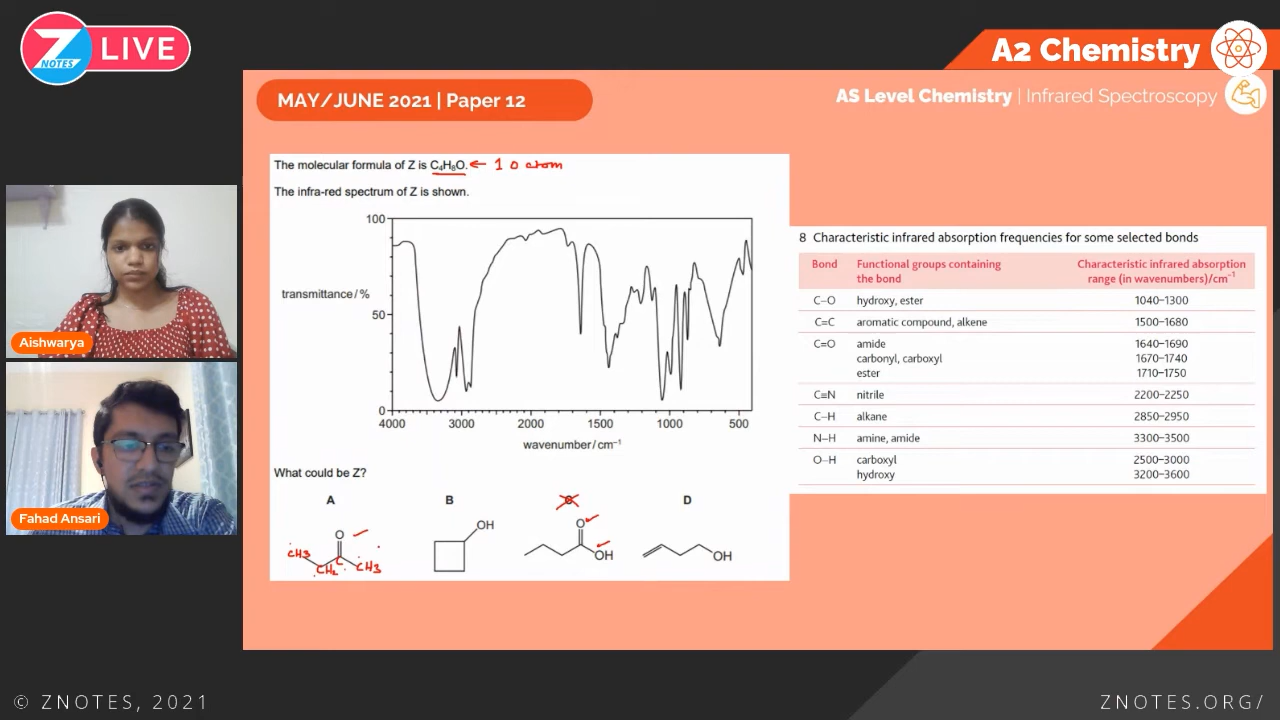 Z NOTES LIVE
A2 Chemistry
MAY/JUNE 2021 | Paper 12
AS Level Chemistry | Infrared Spectroscopy
The molecular formula of Z is C₄H₈O. ← 1 O atom
The infra-red spectrum of Z is shown.
100
transmittance / %
50
0
4000 3000 2000 1500 1000 500
wavenumber / cm⁻¹
What could be Z?
A B C D
O
CH3 CH2 C CH3
OH
O
OH
OH
8 Characteristic infrared absorption frequencies for some selected bonds
Bond Functional groups containing the bond Characteristic infrared absorption range (in wavenumbers)/cm⁻¹
C–O hydroxy, ester 1040–1300
C=C aromatic compound, alkene 1500–1680
C=O amide 1640–1690
carbonyl, carboxyl 1670–1740
ester 1710–1750
C≡N nitrile 2200–2250
C–H alkane 2850–2950
N–H amine, amide 3300–3500
O–H carboxyl 2500–3000
hydroxy 3200–3600
Aishwarya
Fahad Ansari
© ZNOTES, 2021
ZNOTES.ORG/